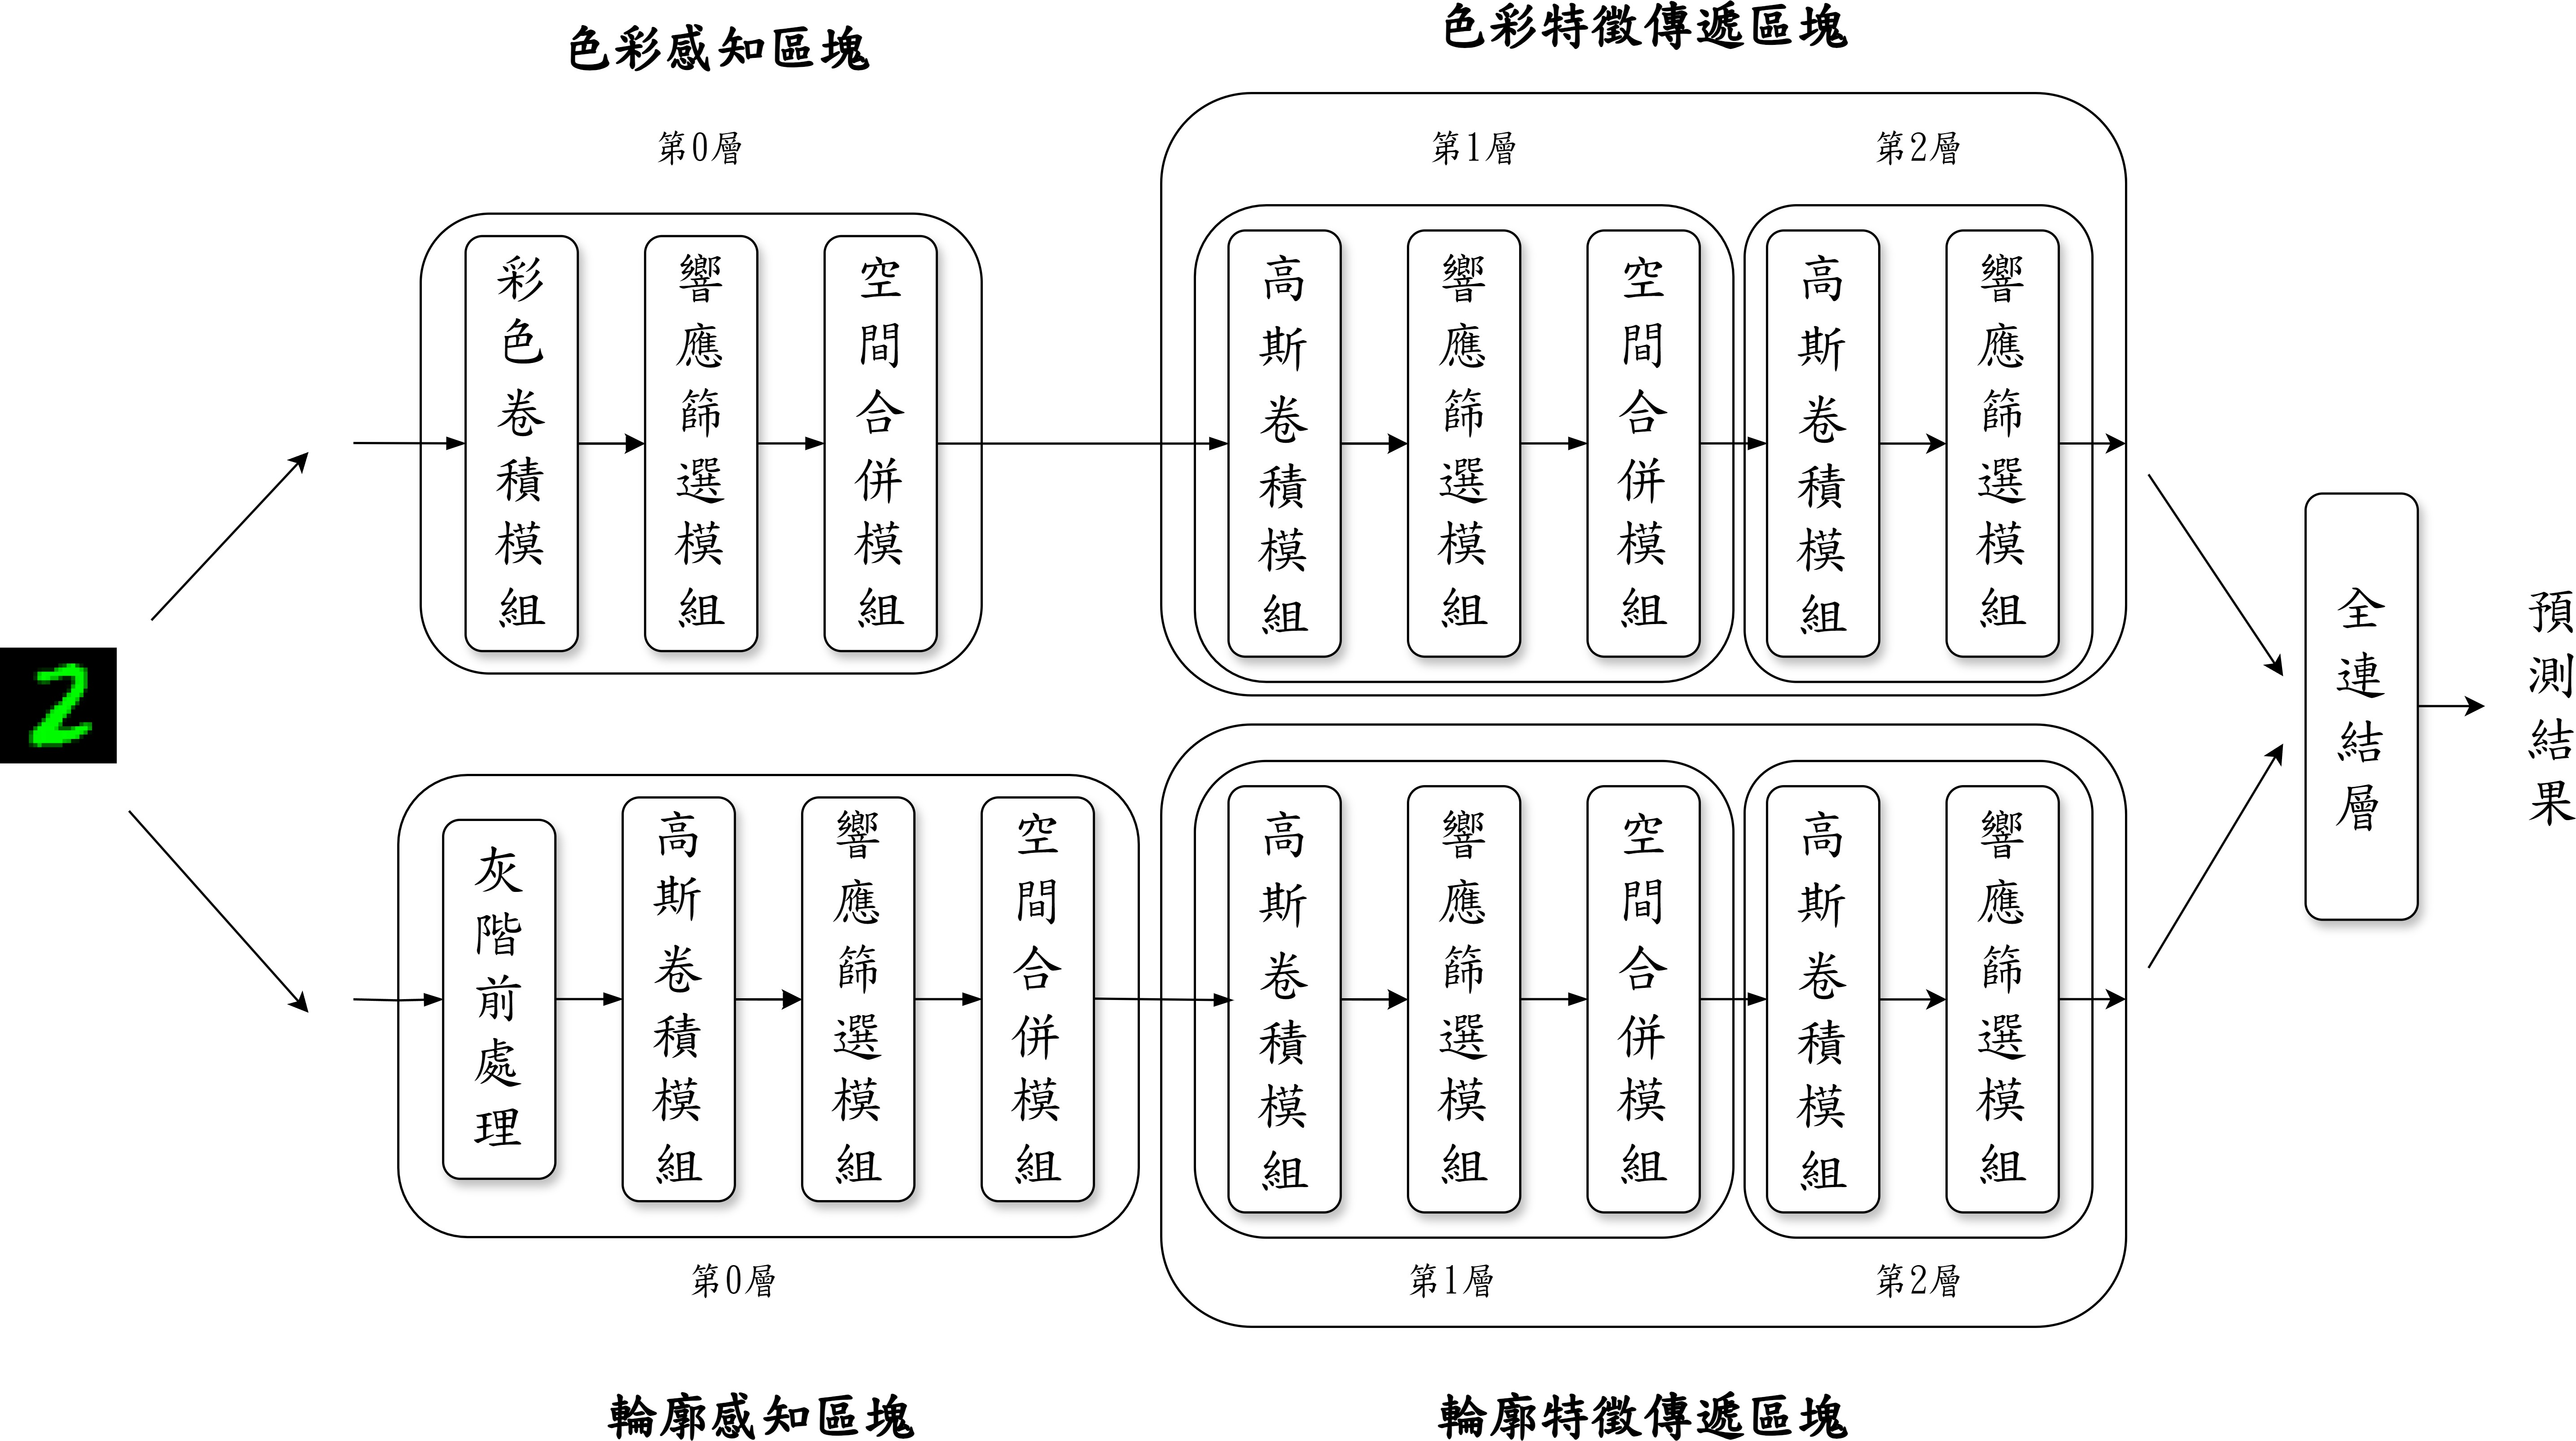 色彩感知區塊
色彩特徵傳遞區塊
第0層
第1層
第2層
彩色卷積模組
響應篩選模組
空間合併模組
高斯卷積模組
響應篩選模組
空間合併模組
高斯卷積模組
響應篩選模組
2
灰階前處理
高斯卷積模組
響應篩選模組
空間合併模組
高斯卷積模組
響應篩選模組
空間合併模組
高斯卷積模組
響應篩選模組
全連結層
預測結果
第0層
第1層
第2層
輪廓感知區塊
輪廓特徵傳遞區塊